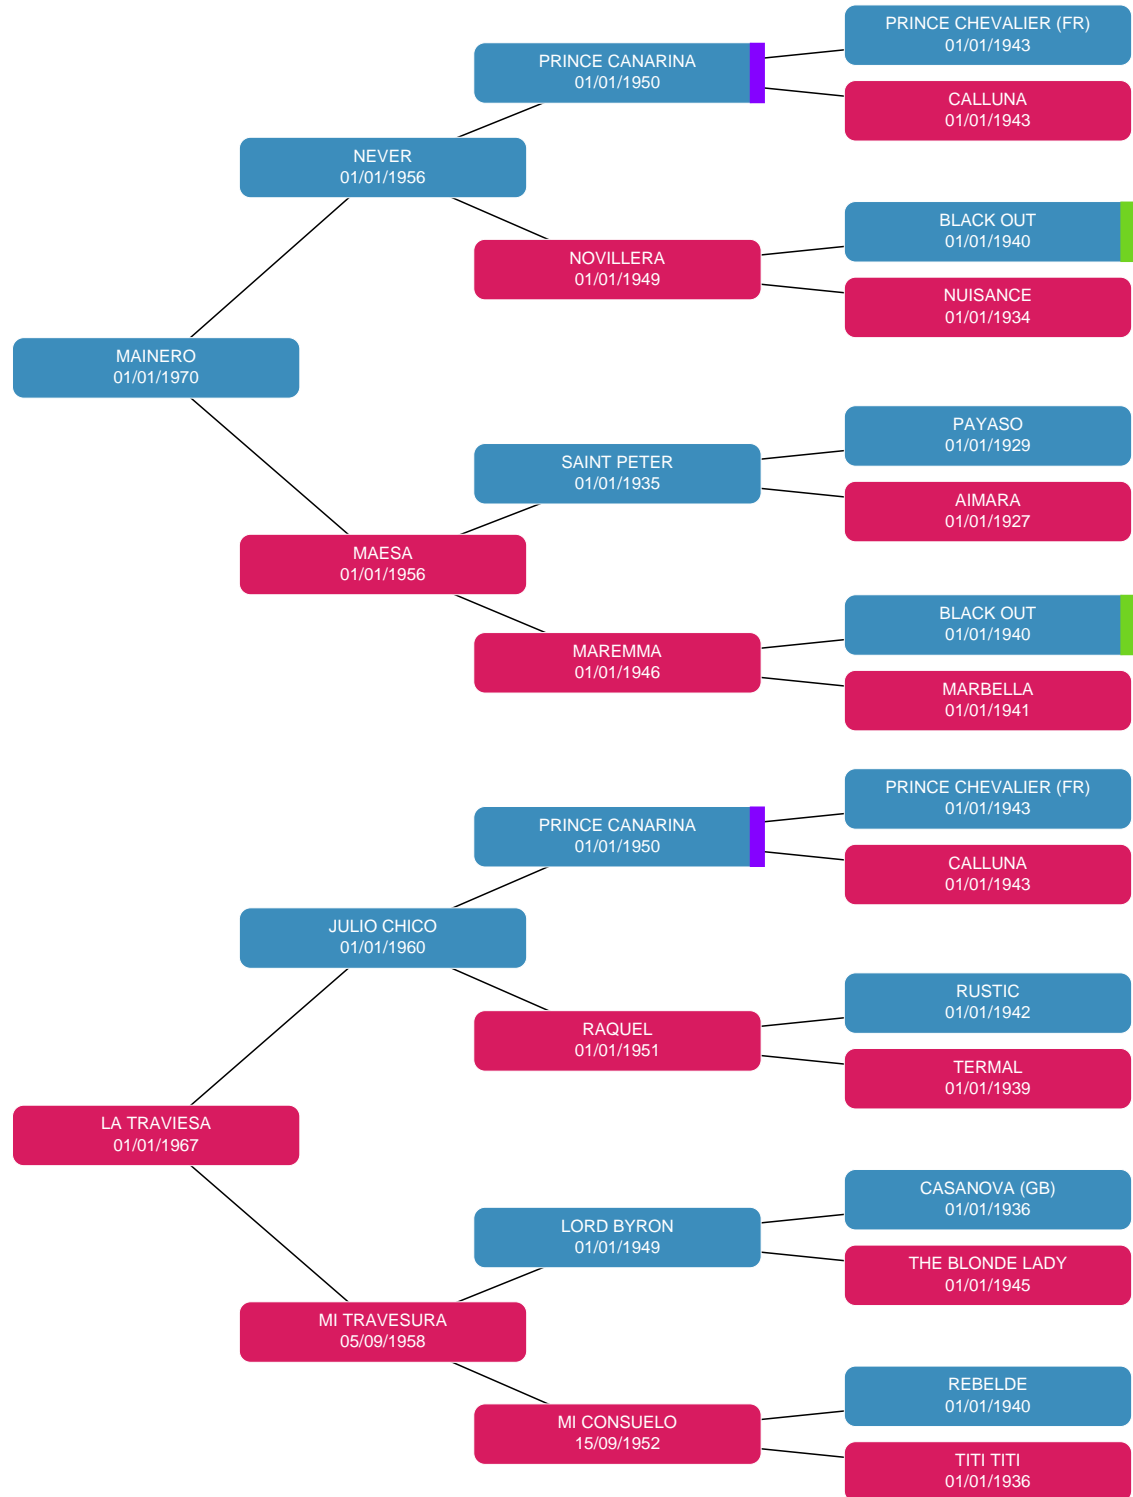 PRINCE CHEVALIER (FR)
01/01/1943
PRINCE CANARINA
01/01/1950
CALLUNA
01/01/1943
NEVER
01/01/1956
BLACK OUT
01/01/1940
NOVILLERA
01/01/1949
NUISANCE
01/01/1934
MAINERO
01/01/1970
PAYASO
01/01/1929
SAINT PETER
01/01/1935
AIMARA
01/01/1927
MAESA
01/01/1956
BLACK OUT
01/01/1940
MAREMMA
01/01/1946
MARBELLA
01/01/1941
PRINCE CHEVALIER (FR)
01/01/1943
PRINCE CANARINA
01/01/1950
CALLUNA
01/01/1943
JULIO CHICO
01/01/1960
RUSTIC
01/01/1942
RAQUEL
01/01/1951
TERMAL
01/01/1939
LA TRAVIESA
01/01/1967
CASANOVA (GB)
01/01/1936
LORD BYRON
01/01/1949
THE BLONDE LADY
01/01/1945
MI TRAVESURA
05/09/1958
REBELDE
01/01/1940
MI CONSUELO
15/09/1952
TITI TITI
01/01/1936